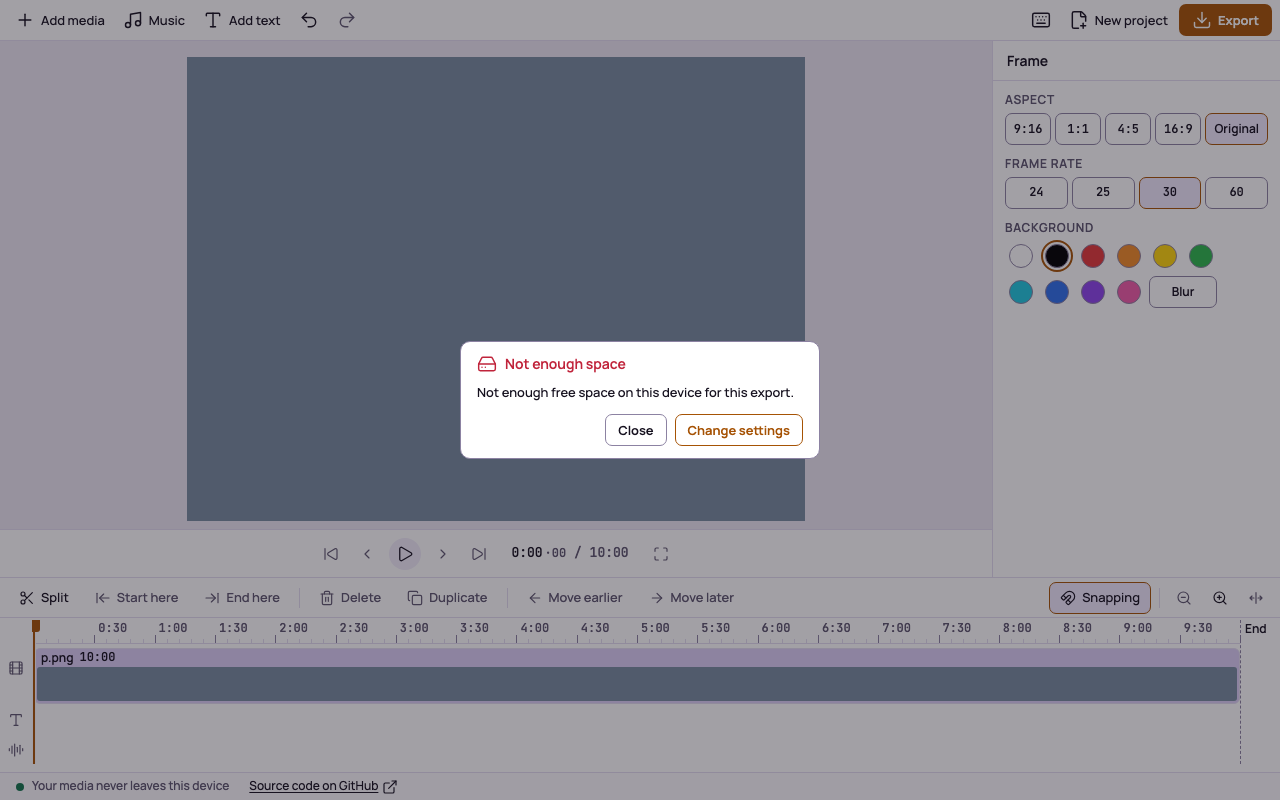 Add media Music Add text New project Export
Frame
ASPECT
9:16 1:1 4:5 16:9 Original
FRAME RATE
24 25 30 60
BACKGROUND
Blur
Not enough space
Not enough free space on this device for this export.
Close Change settings
0:00·00 / 10:00
Split Start here End here Delete Duplicate Move earlier Move later Snapping
0:30 1:00 1:30 2:00 2:30 3:00 3:30 4:00 4:30 5:00 5:30 6:00 6:30 7:00 7:30 8:00 8:30 9:00 9:30 End
p.png 10:00
Your media never leaves this device Source code on GitHub